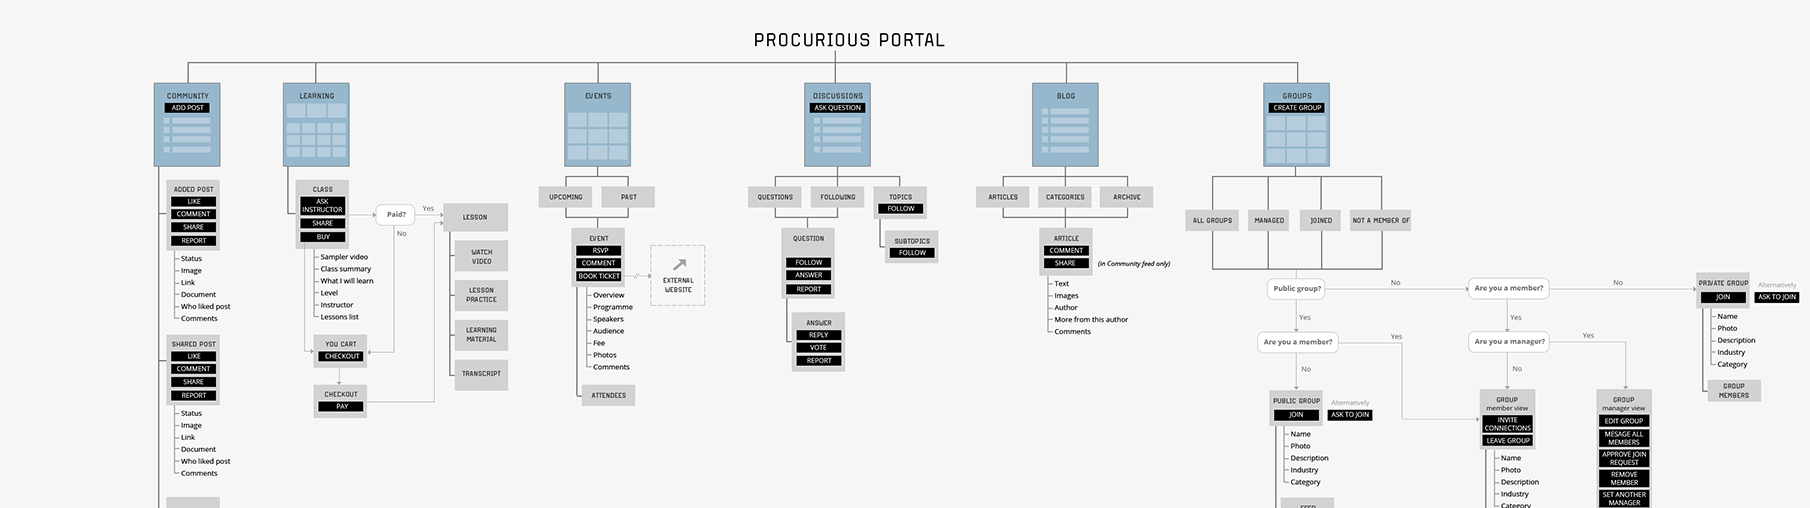 PROCURIOUS PORTAL
COMMUNITY
ADD POST
LEARNING
EVENTS
DISCUSSIONS
ASK QUESTION
BLOG
GROUPS
CREATE GROUP
ADDED POST
LIKE
COMMENT
SHARE
REPORT
Status
Image
Link
Document
Who liked post
Comments
SHARED POST
LIKE
COMMENT
SHARE
REPORT
Status
Image
Link
Document
Who liked post
Comments
CLASS
ASK
INSTRUCTOR
SHARE
BUY
Sampler video
Class summary
What I will learn
Level
Instructor
Lessons list
Paid?
Yes
No
YOU CART
CHECKOUT
CHECKOUT
PAY
LESSON
WATCH
VIDEO
LESSON
PRACTICE
LEARNING
MATERIAL
TRANSCRIPT
UPCOMING
PAST
EVENT
RSVP
COMMENT
BOOK TICKET
Overview
Programme
Speakers
Audience
Fee
Photos
Comments
ATTENDEES
EXTERNAL
WEBSITE
QUESTIONS
FOLLOWING
TOPICS
FOLLOW
SUBTOPICS
FOLLOW
QUESTION
FOLLOW
ANSWER
REPORT
ANSWER
REPLY
VOTE
REPORT
ARTICLES
CATEGORIES
ARCHIVE
ARTICLE
COMMENT
SHARE
(in Community feed only)
Text
Images
Author
More from this author
Comments
ALL GROUPS
MANAGED
JOINED
NOT A MEMBER OF
Public group?
No
Are you a member?
No
Yes
Yes
Are you a member?
Yes
Are you a manager?
Yes
No
No
PRIVATE GROUP
JOIN
Alternatively
ASK TO JOIN
Name
Photo
Description
Industry
Category
GROUP
MEMBERS
PUBLIC GROUP
JOIN
Alternatively
ASK TO JOIN
Name
Photo
Description
Industry
Category
FEED
GROUP
member view
INVITE
CONNECTIONS
LEAVE GROUP
Name
Photo
Description
Industry
Category
GROUP
manager view
EDIT GROUP
MESAGE ALL
MEMBERS
APPROVE JOIN
REQUEST
REMOVE
MEMBER
SET ANOTHER
MANAGER